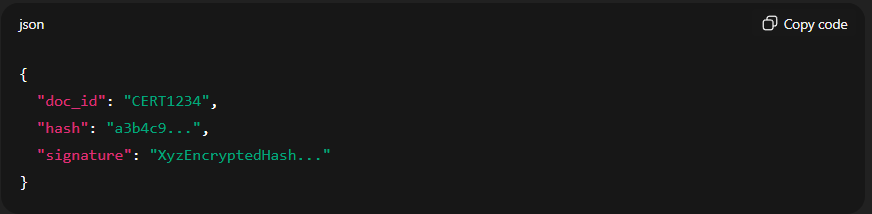 json
Copy code
{
"doc_id": "CERT1234",
"hash": "a3b4c9...",
"signature": "XyzEncryptedHash..."
}